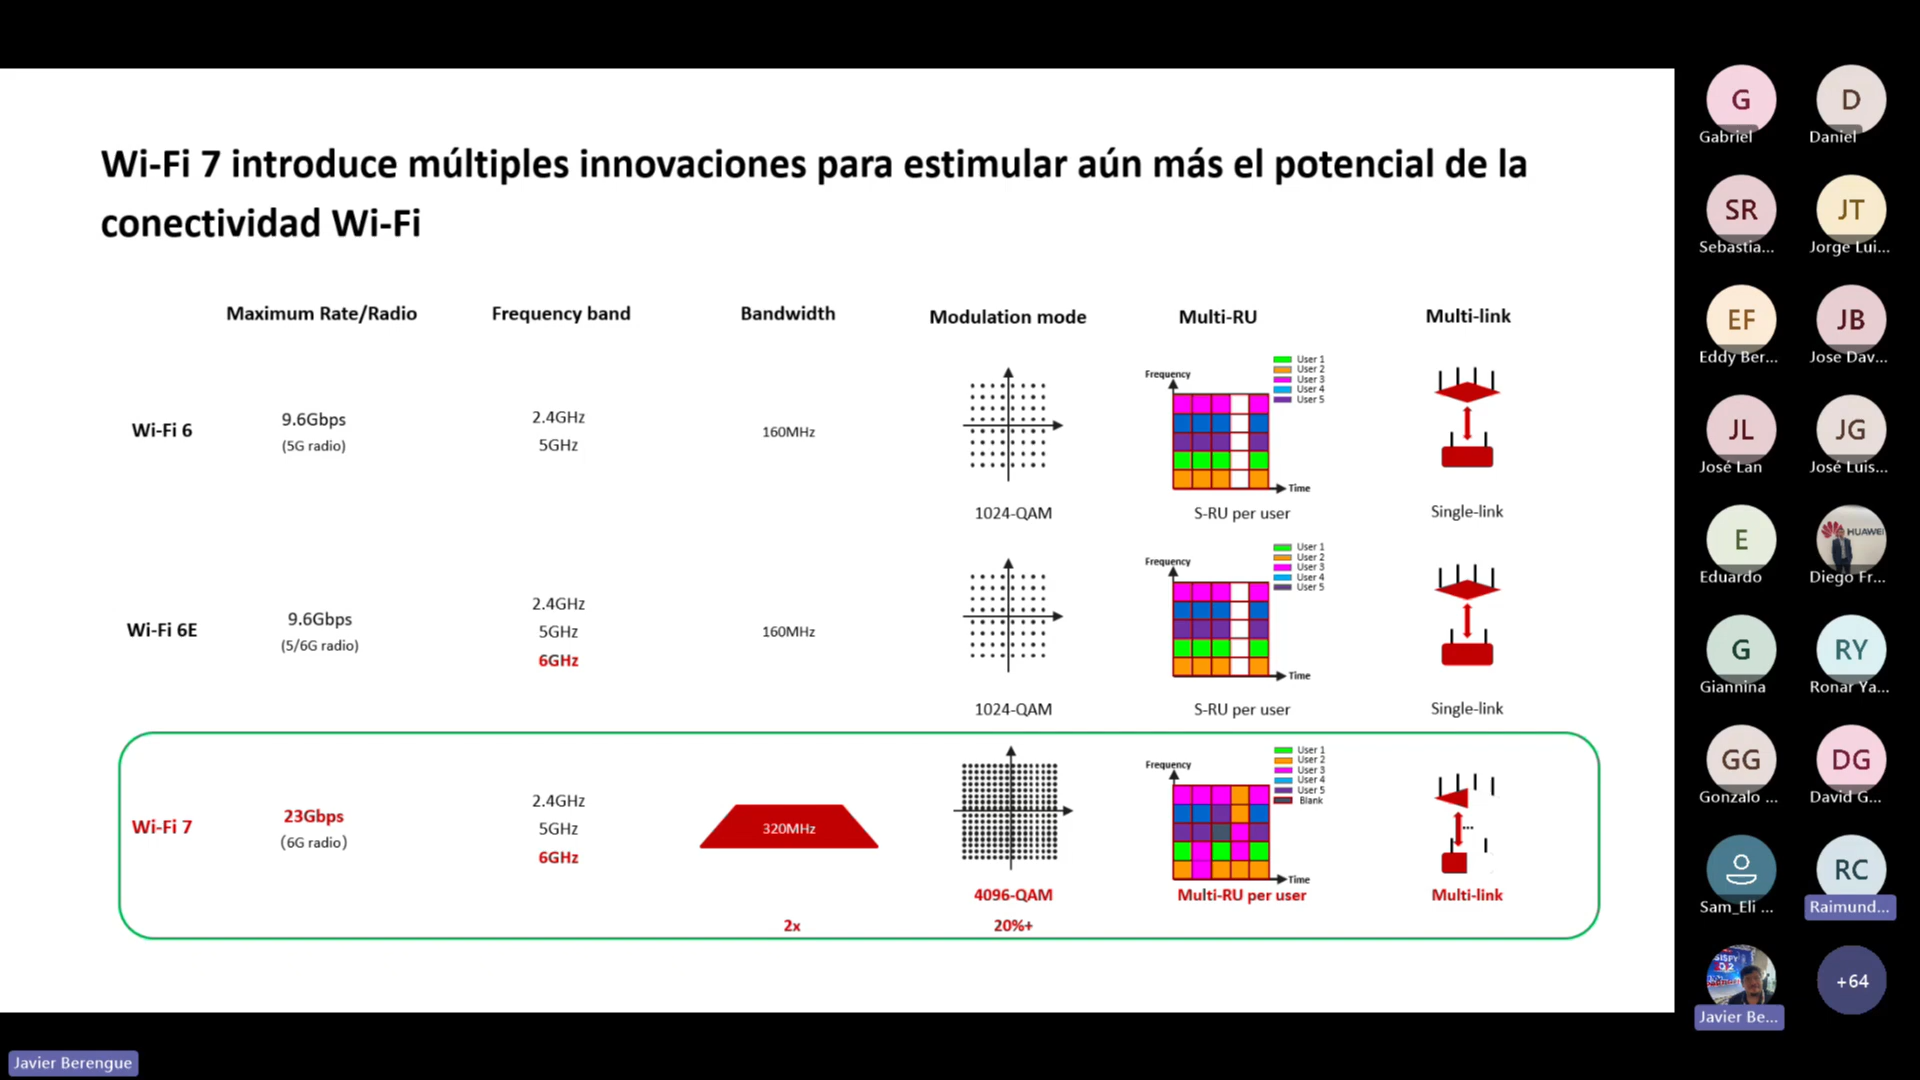 Wi-Fi 7 introduce múltiples innovaciones para estimular aún más el potencial de la
conectividad Wi-Fi
Maximum Rate/Radio
Frequency band
Bandwidth
Modulation mode
Multi-RU
Multi-link
Wi-Fi 6
9.6Gbps
(5G radio)
2.4GHz
5GHz
160MHz
1024-QAM
Frequency
User 1
User 2
User 3
User 4
User 5
Time
S-RU per user
Single-link
Wi-Fi 6E
9.6Gbps
(5/6G radio)
2.4GHz
5GHz
6GHz
160MHz
1024-QAM
Frequency
User 1
User 2
User 3
User 4
User 5
Time
S-RU per user
Single-link
Wi-Fi 7
23Gbps
(6G radio)
2.4GHz
5GHz
6GHz
320MHz
2x
4096-QAM
20%+
Frequency
User 1
User 2
User 3
User 4
User 5
Blank
Time
Multi-RU per user
...
Multi-link
G
Gabriel
D
Daniel
SR
Sebastia...
JT
Jorge Lui...
EF
Eddy Ber...
JB
Jose Dav...
JL
José Lan
JG
José Luis...
E
Eduardo
HUAWEI
Diego Fr...
G
Giannina
RY
Ronar Ya...
GG
Gonzalo ...
DG
David G...
Sam_Eli ...
RC
Raimund...
Javier Be...
+64
Javier Berengue